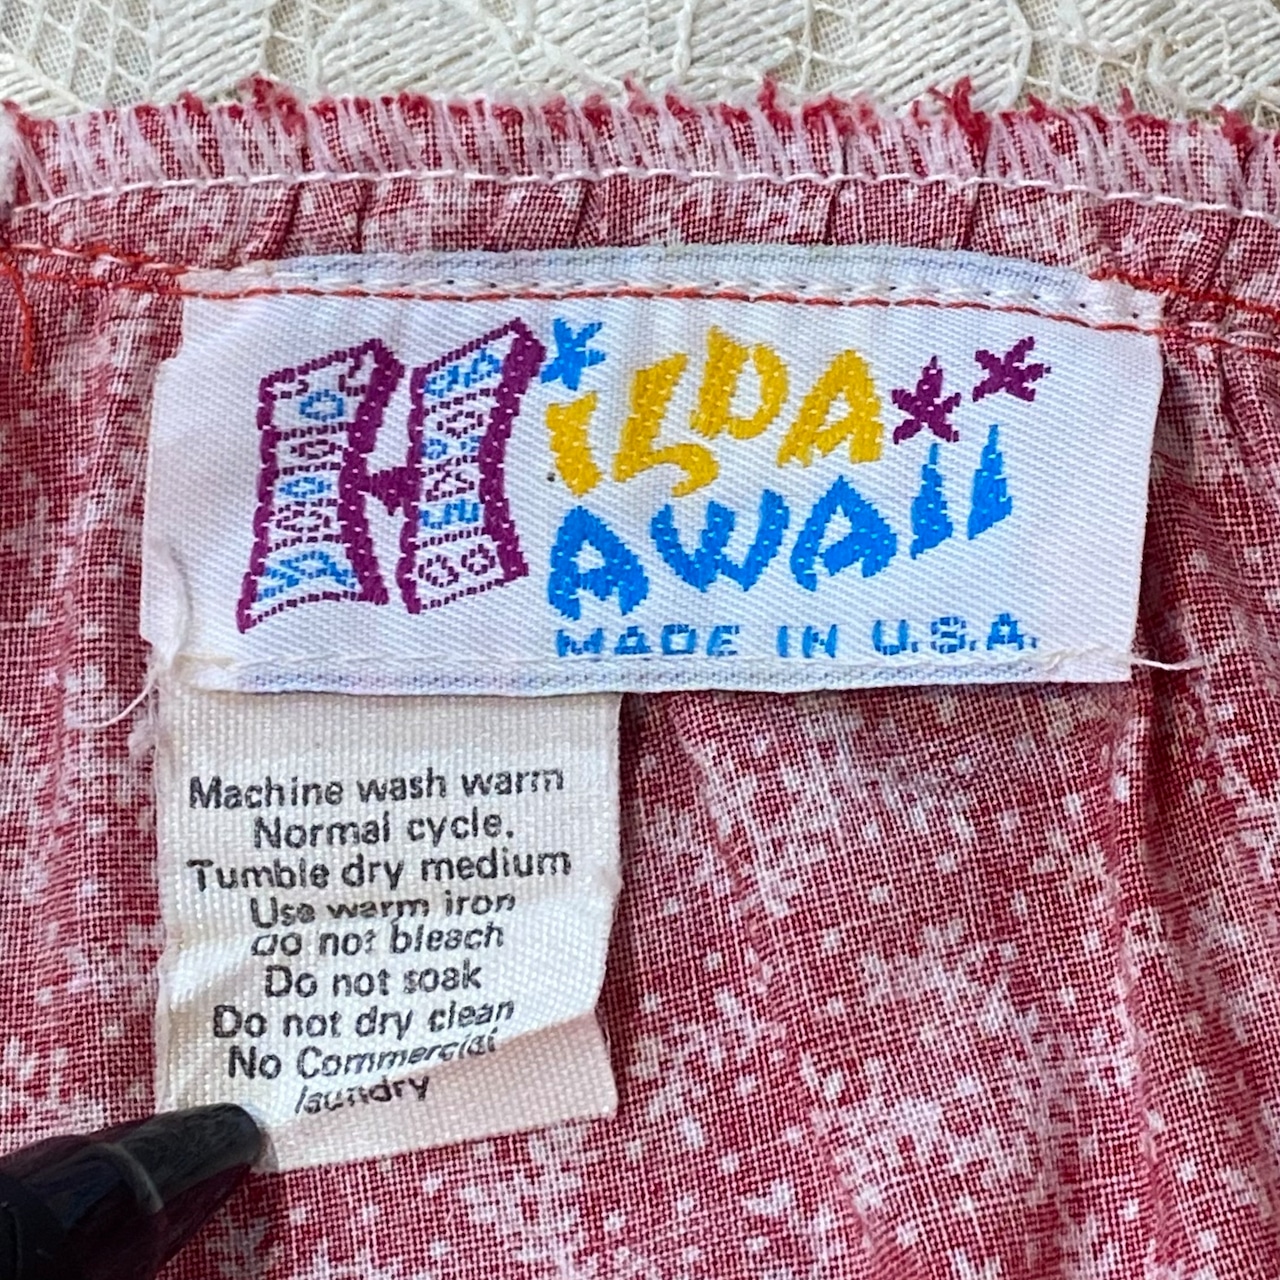 HILDA
HAWAII
MADE IN U.S.A.
Machine wash warm
Normal cycle.
Tumble dry medium
Use warm iron
do not bleach
Do not soak
Do not dry clean
No Commercial
laundry